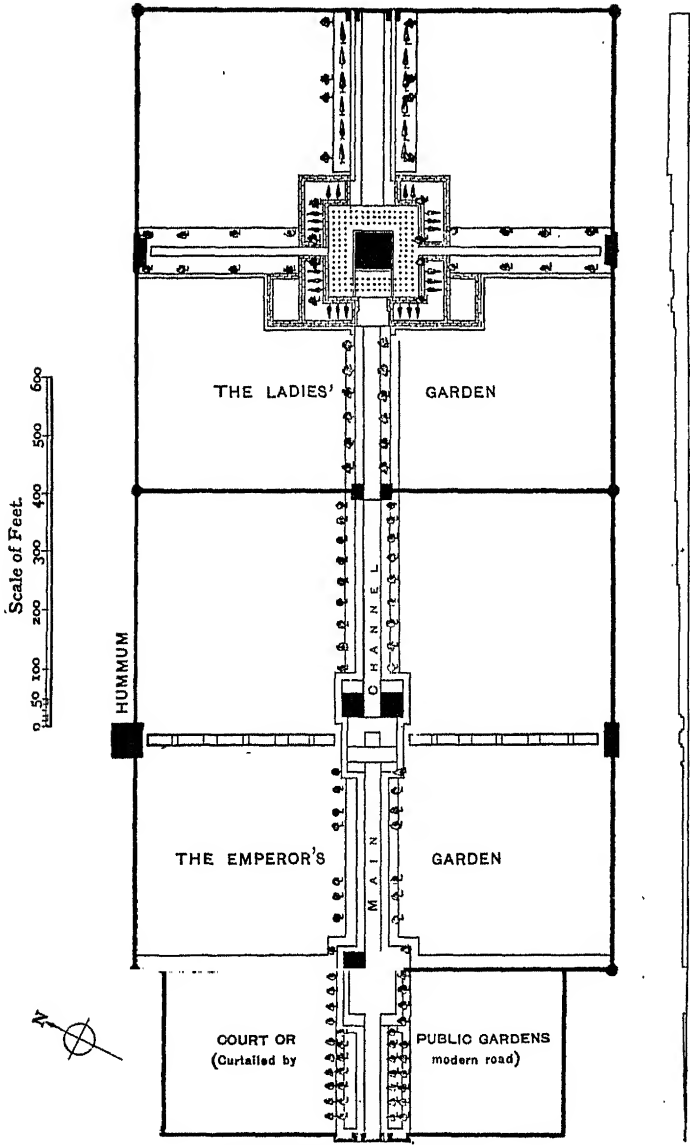 THE LADIES' GARDEN
Scale of Feet.
0 50 100 200 300 400 500 600
HUMMUM
CHANNEL
THE EMPEROR'S GARDEN
MAIN
N
COURT OR PUBLIC GARDENS
(Curtailed by modern road)